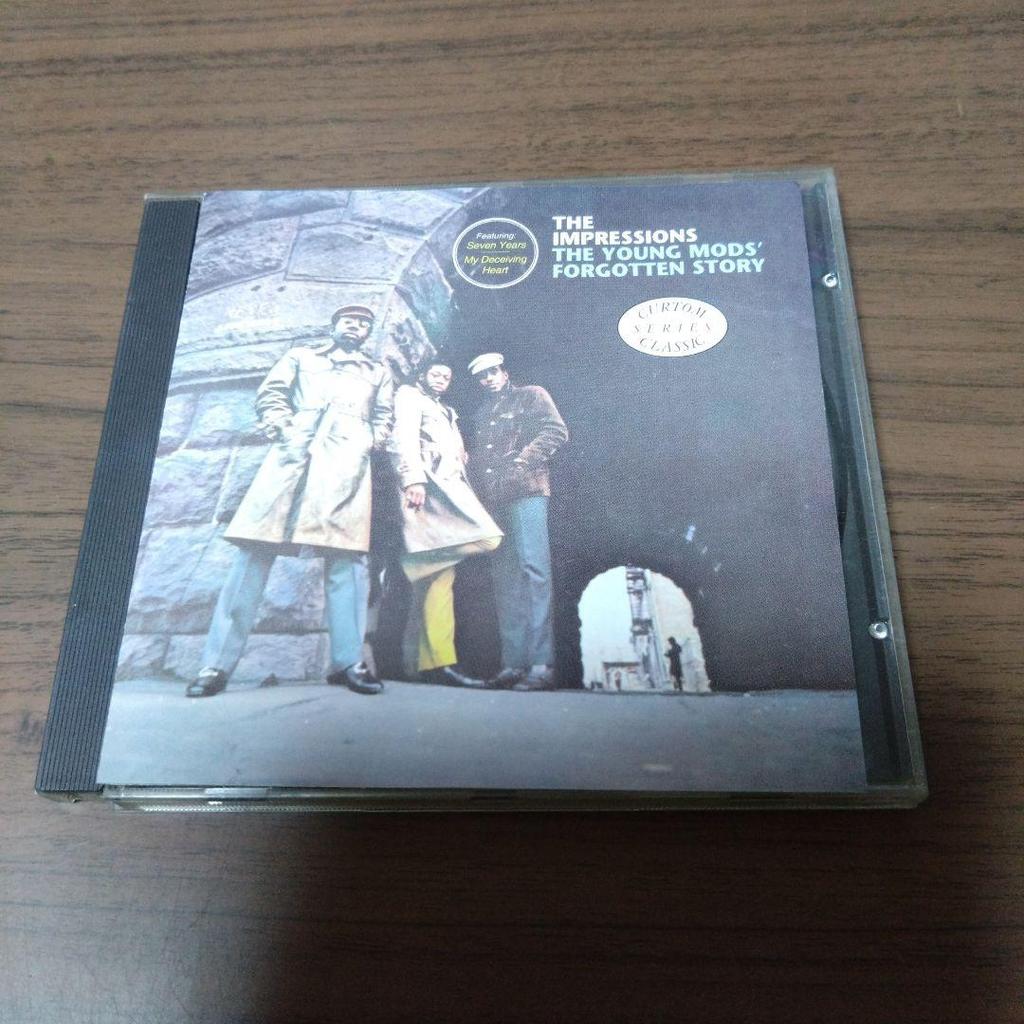 Featuring:
Seven Years
My Deceiving
Heart
THE
IMPRESSIONS
THE YOUNG MODS'
FORGOTTEN STORY
CURTOM
SERIES
CLASSIC